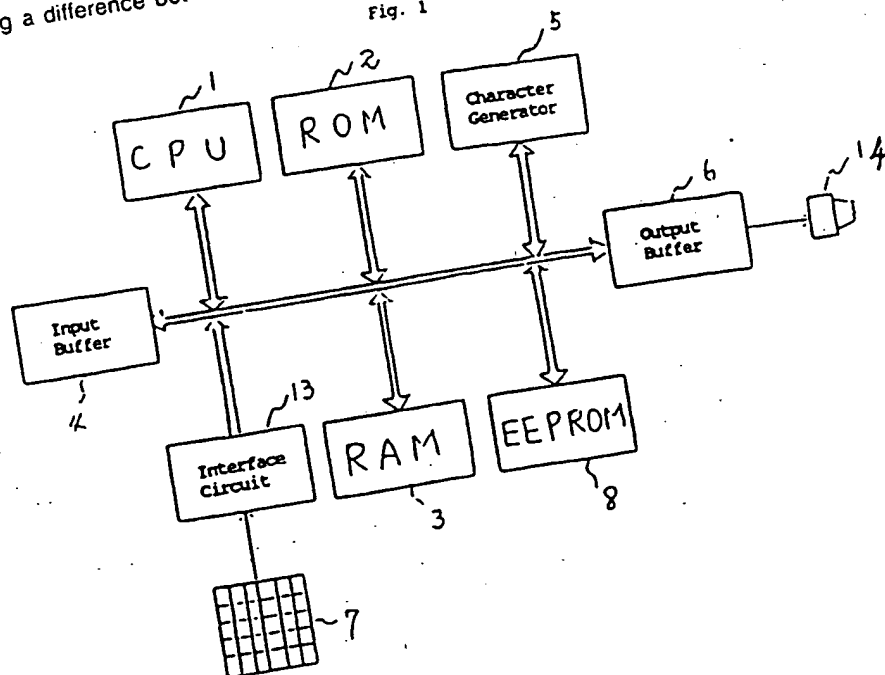 g a difference be
Fig. 1
1
CPU
2
ROM
5
Character
Generator
6
Output
Buffer
14
Input
Buffer
4
13
Interface
Circuit
RAM
3
EEPROM
8
7